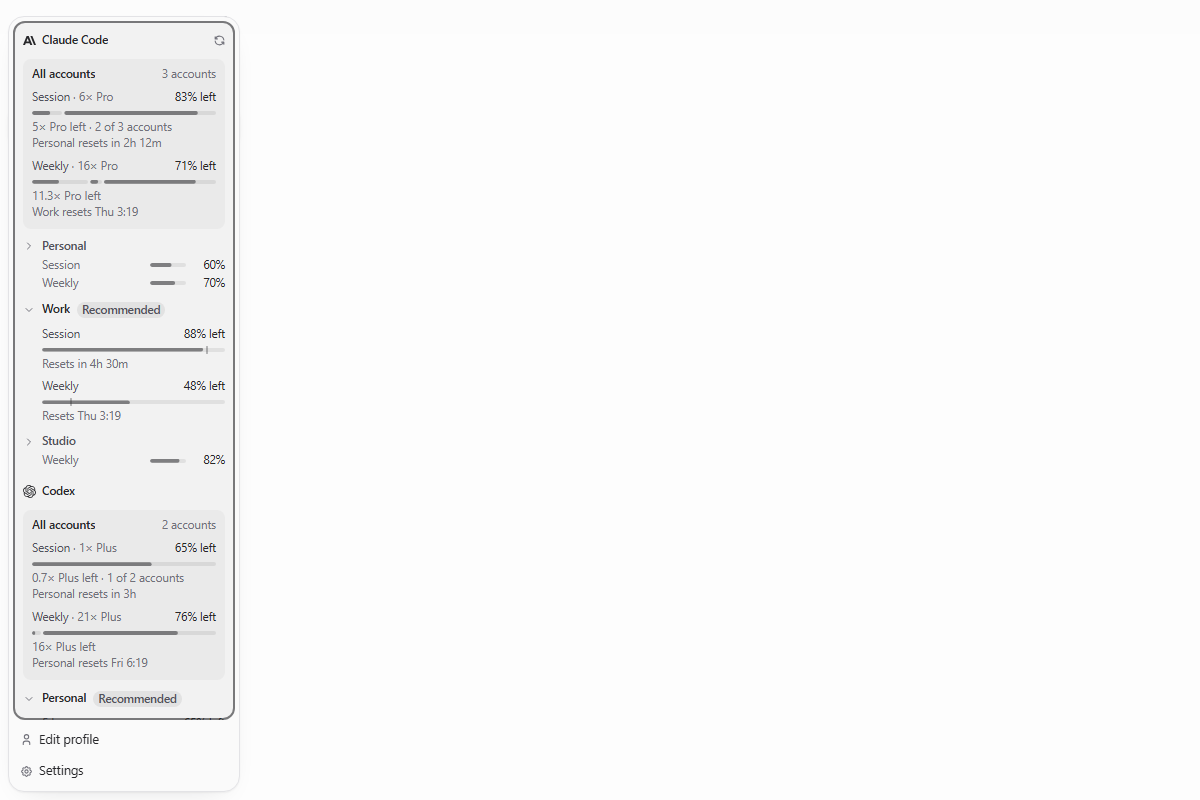 Claude Code
All accounts 3 accounts
Session · 6× Pro 83% left
5× Pro left · 2 of 3 accounts
Personal resets in 2h 12m
Weekly · 16× Pro 71% left
11.3× Pro left
Work resets Thu 3:19
Personal
Session 60%
Weekly 70%
Work Recommended
Session 88% left
Resets in 4h 30m
Weekly 48% left
Resets Thu 3:19
Studio
Weekly 82%
Codex
All accounts 2 accounts
Session · 1× Plus 65% left
0.7× Plus left · 1 of 2 accounts
Personal resets in 3h
Weekly · 21× Plus 76% left
16× Plus left
Personal resets Fri 6:19
Personal Recommended
Edit profile
Settings